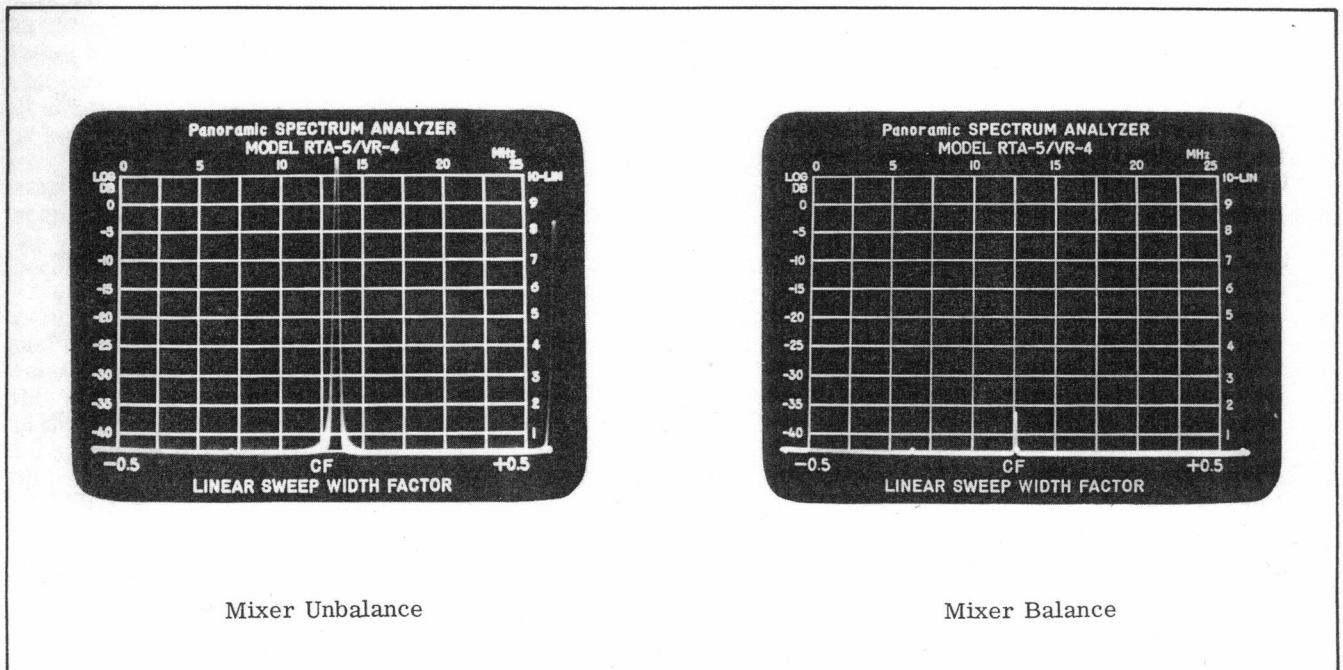 Panoramic SPECTRUM ANALYZER
MODEL RTA-5/VR-4
MHz
0 5 10 15 20 25
LOG
DB
10-LIN
0 9
-5 8
-10 7
-15 6
-20 5
-25 4
-30 3
-35 2
-40 1
-0.5 CF +0.5
LINEAR SWEEP WIDTH FACTOR
Mixer Unbalance
Panoramic SPECTRUM ANALYZER
MODEL RTA-5/VR-4
MHz
0 5 10 15 20 25
LOG
DB
10-LIN
0 9
-5 8
-10 7
-15 6
-20 5
-25 4
-30 3
-35 2
-40 1
-0.5 CF +0.5
LINEAR SWEEP WIDTH FACTOR
Mixer Balance